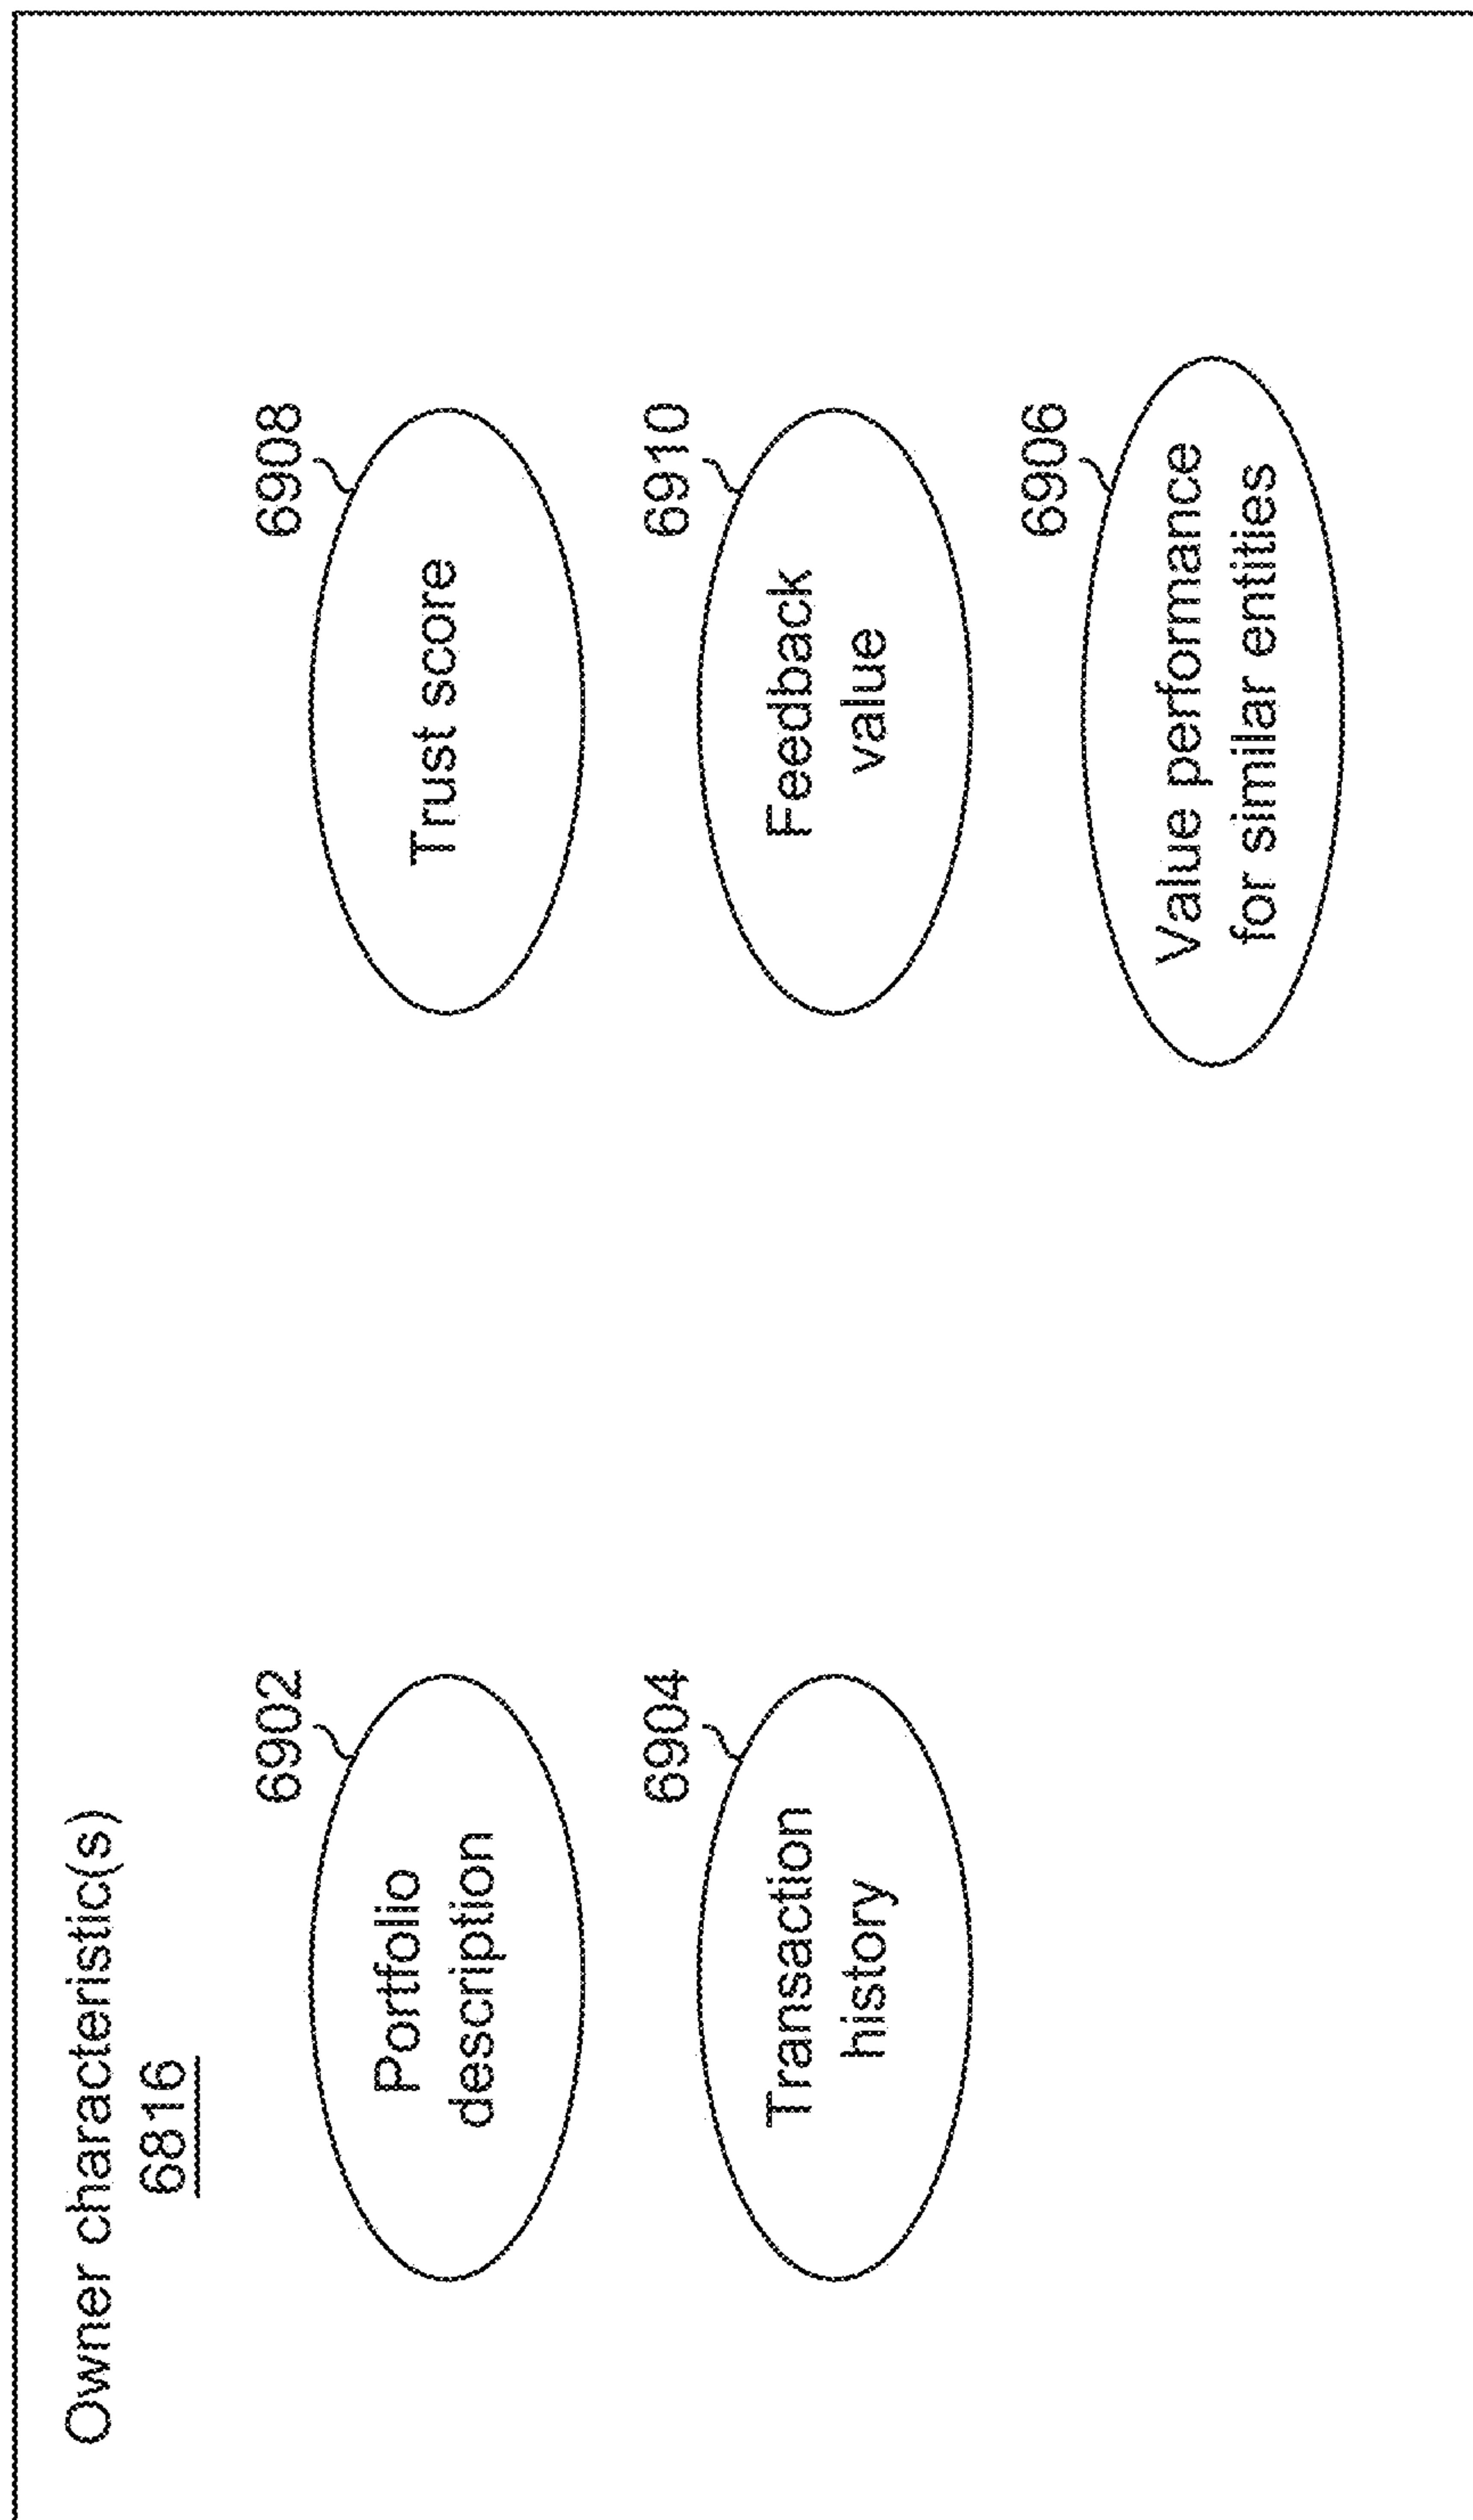 Owner characteristic(s)
6816
6902
Portfolio
description
6908
Trust score
6904
Transaction
history
6910
Feedback
value
6906
Value performance
for similar entities